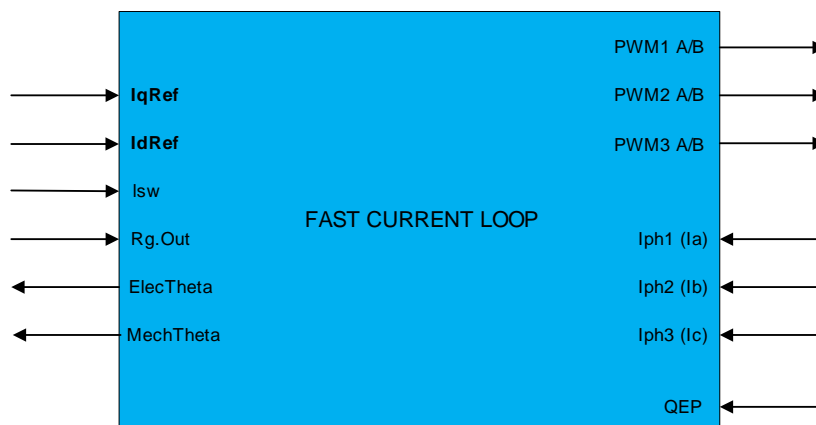 PWM1 A/B
IqRef
PWM2 A/B
IdRef
PWM3 A/B
Isw
FAST CURRENT LOOP
Rg.Out
Iph1 (Ia)
ElecTheta
Iph2 (Ib)
MechTheta
Iph3 (Ic)
QEP